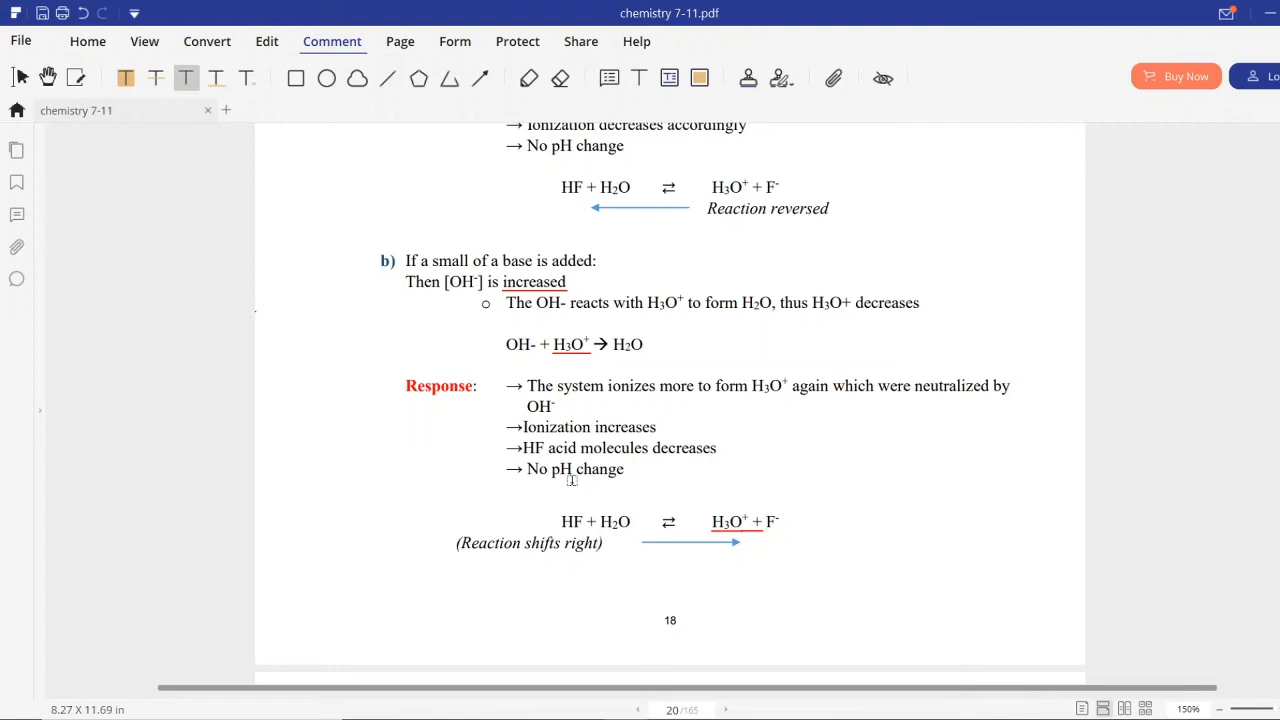 chemistry 7-11.pdf
File Home View Convert Edit Comment Page Form Protect Share Help
Buy Now Lo
chemistry 7-11 × +
→ Ionization decreases accordingly
→ No pH change
HF + H₂O ⇄ H₃O⁺ + F⁻
Reaction reversed
b) If a small of a base is added:
Then [OH⁻] is increased
o The OH- reacts with H₃O⁺ to form H₂O, thus H₃O+ decreases
OH- + H₃O⁺ → H₂O
Response: → The system ionizes more to form H₃O⁺ again which were neutralized by
OH⁻
→Ionization increases
→HF acid molecules decreases
→ No pH change
HF + H₂O ⇄ H₃O⁺ + F⁻
(Reaction shifts right)
18
8.27 X 11.69 in 20/165 150%